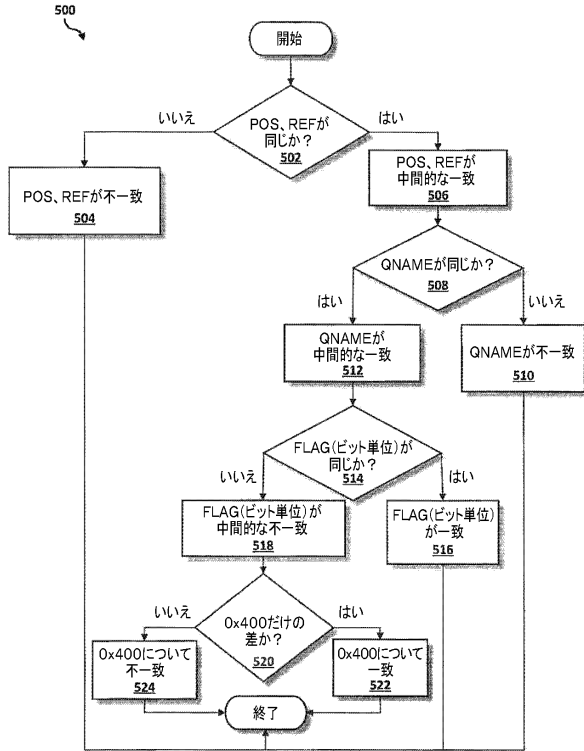 500
開始
POS、REFが
同じか？
502
いいえ
はい
POS、REFが不一致
504
POS、REFが
中間的な一致
506
QNAMEが同じか？
508
はい
いいえ
QNAMEが
中間的な一致
512
QNAMEが不一致
510
FLAG(ビット単位)が
同じか？
514
いいえ
はい
FLAG(ビット単位)が
中間的な不一致
518
FLAG(ビット単位)
が一致
516
0x400だけの
差か？
520
いいえ
はい
0x400について
不一致
524
0x400について
一致
522
終了